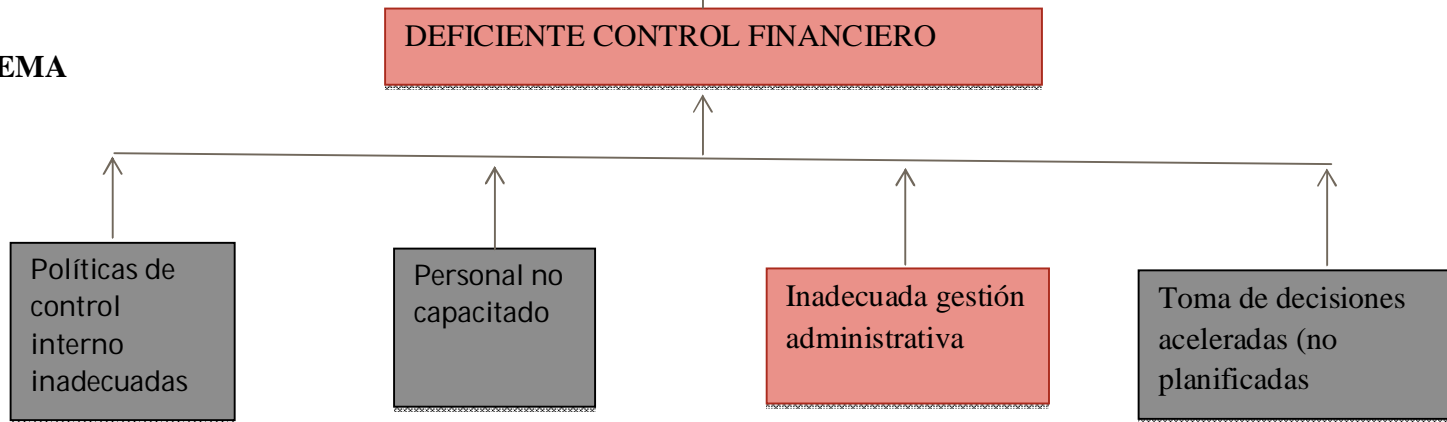 DEFICIENTE CONTROL FINANCIERO
EMA
Políticas de
control
interno
inadecuadas
Personal no
capacitado
Inadecuada gestión
administrativa
Toma de decisiones
aceleradas (no
planificadas